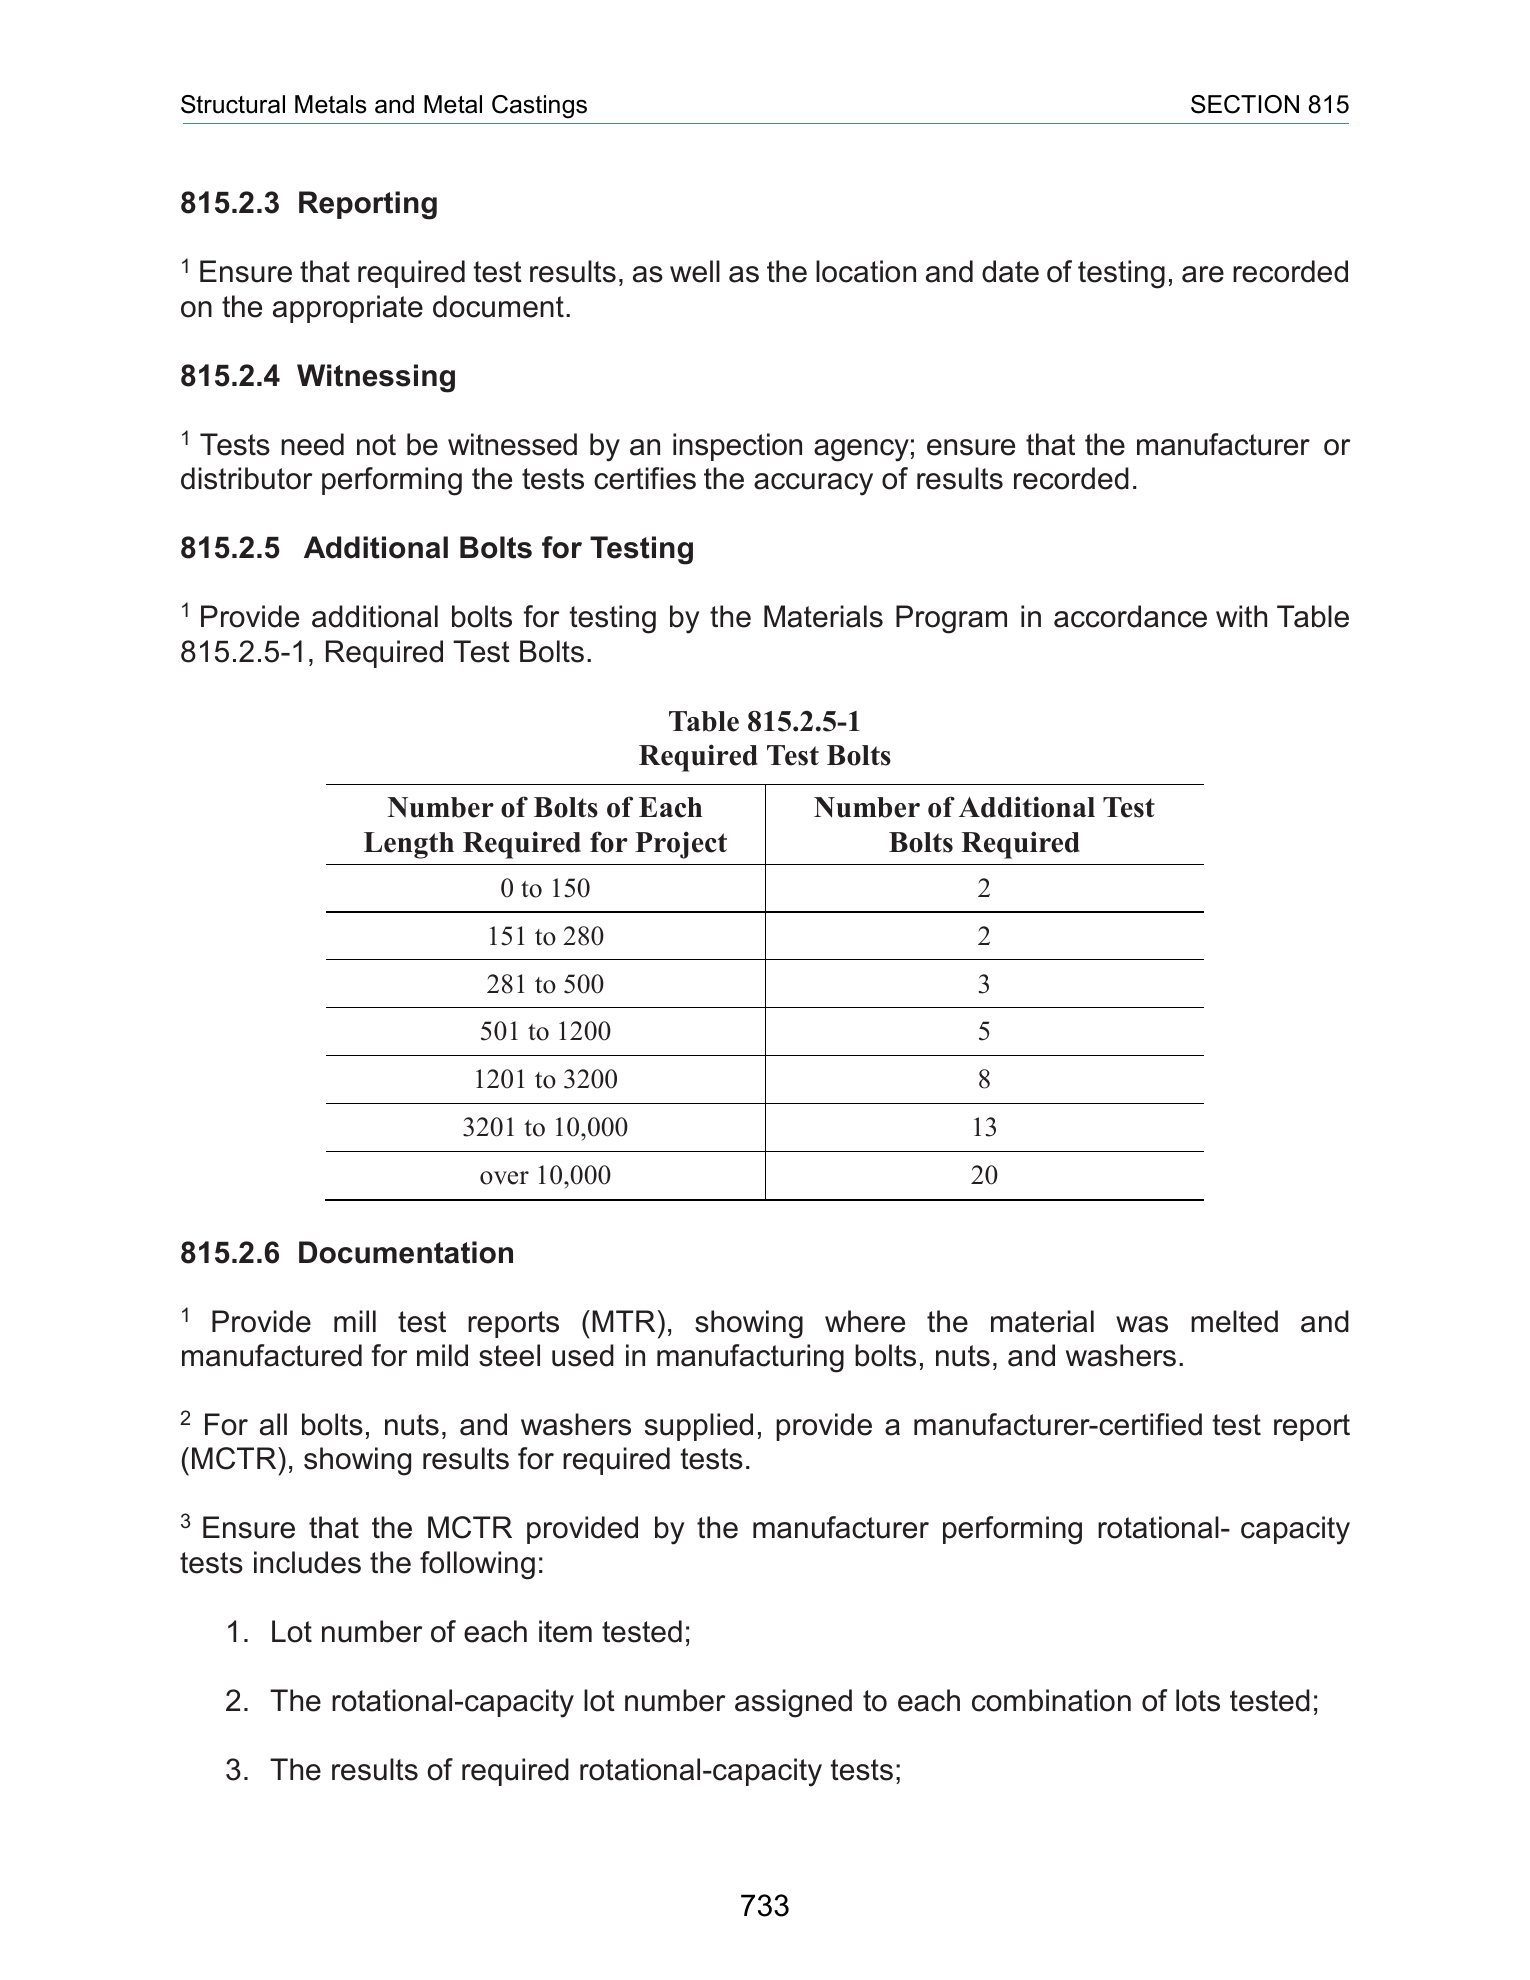 Structural Metals and Metal Castings SECTION 815
815.2.3 Reporting
1 Ensure that required test results, as well as the location and date of testing, are recorded
on the appropriate document.
815.2.4 Witnessing
1 Tests need not be witnessed by an inspection agency; ensure that the manufacturer or
distributor performing the tests certifies the accuracy of results recorded.
815.2.5 Additional Bolts for Testing
1 Provide additional bolts for testing by the Materials Program in accordance with Table
815.2.5-1, Required Test Bolts.
Table 815.2.5-1
Required Test Bolts
Number of Bolts of Each Number of Additional Test
Length Required for Project Bolts Required
0 to 150 2
151 to 280 2
281 to 500 3
501 to 1200 5
1201 to 3200 8
3201 to 10,000 13
over 10,000 20
815.2.6 Documentation
1 Provide mill test reports (MTR), showing where the material was melted and
manufactured for mild steel used in manufacturing bolts, nuts, and washers.
2 For all bolts, nuts, and washers supplied, provide a manufacturer-certified test report
(MCTR), showing results for required tests.
3 Ensure that the MCTR provided by the manufacturer performing rotational- capacity
tests includes the following:
1. Lot number of each item tested;
2. The rotational-capacity lot number assigned to each combination of lots tested;
3. The results of required rotational-capacity tests;
733